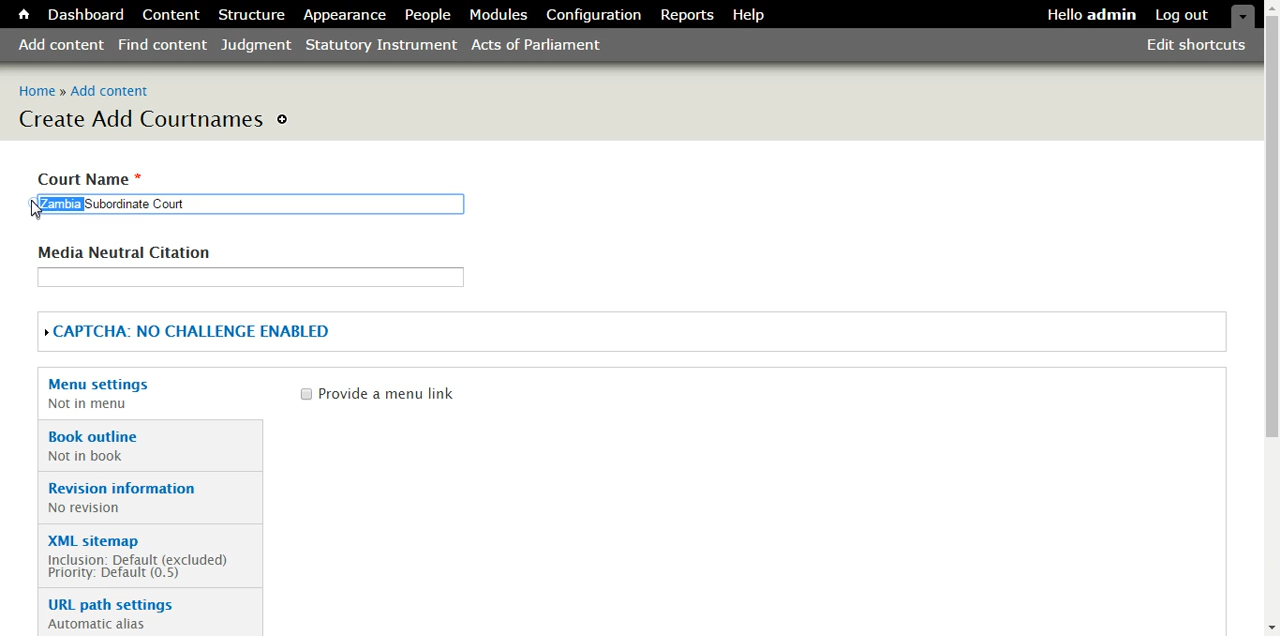 Dashboard Content Structure Appearance People Modules Configuration Reports Help Hello admin Log out
Add content Find content Judgment Statutory Instrument Acts of Parliament Edit shortcuts
Home » Add content
Create Add Courtnames
Court Name *
Zambia Subordinate Court
Media Neutral Citation
CAPTCHA: NO CHALLENGE ENABLED
Menu settings
Not in menu
Provide a menu link
Book outline
Not in book
Revision information
No revision
XML sitemap
Inclusion: Default (excluded)
Priority: Default (0.5)
URL path settings
Automatic alias